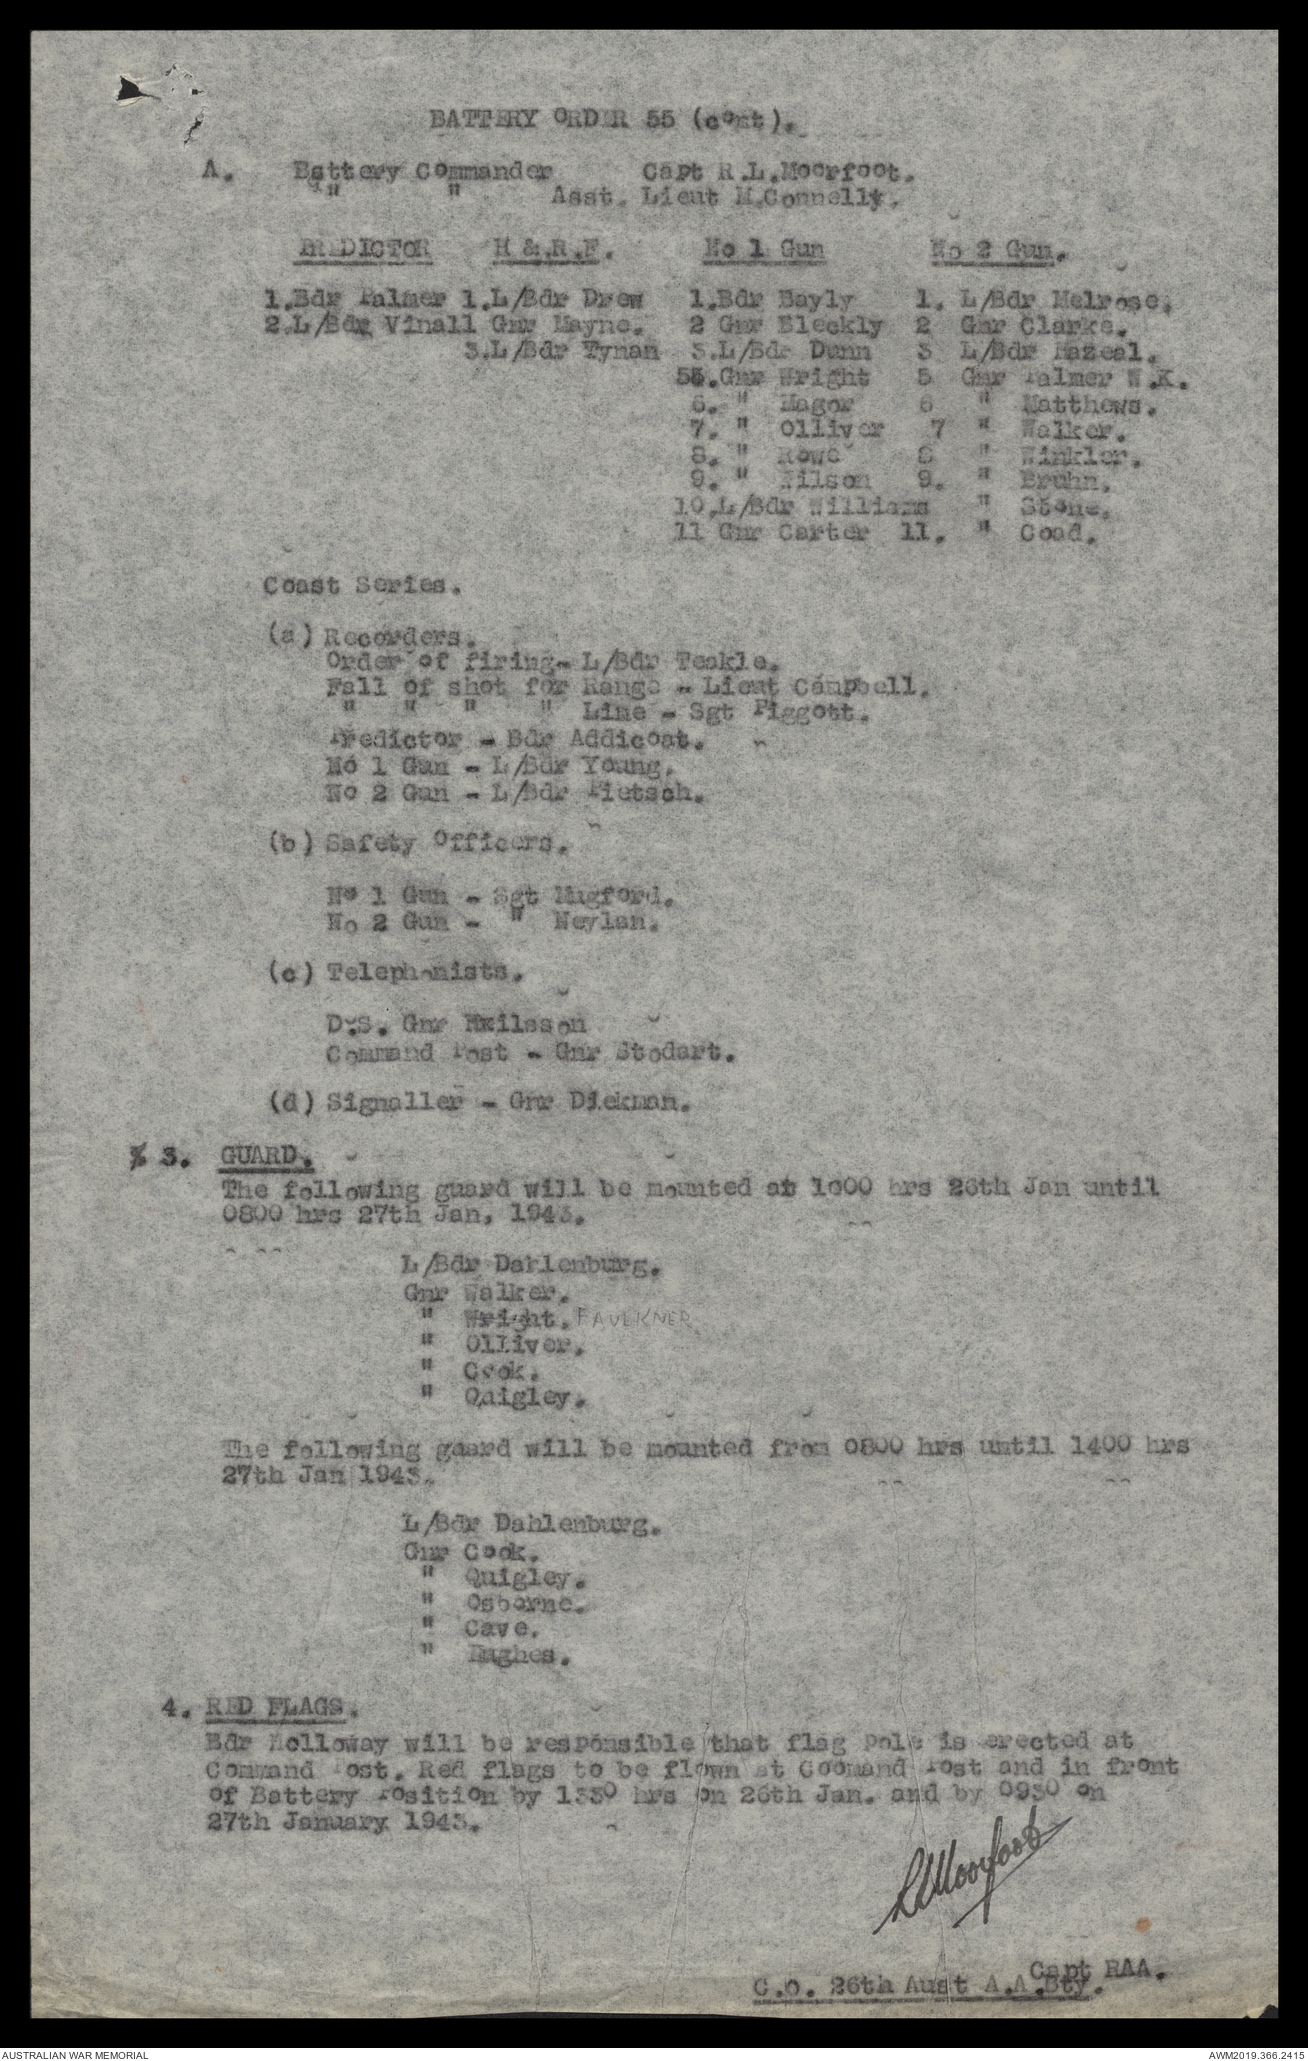 BATTERY ORDER 55 (cont).
A. Battery Commander Capt R.L.Moorfoot.
" " Asst. Lieut M.Connelly.
PREDICTOR H & R.F. No 1 Gun No 2 Gun.
1.Bdr Palmer 1.L/Bdr Drew 1.Bdr Bayly 1. L/Bdr Melrose.
2.L/Bdr Vinall Gnr Mayne. 2 Gnr Bleckly 2 Gnr Clarke.
3.L/Bdr Tynan 3.L/Bdr Dunn 3 L/Bdr Hazeal.
55.Gnr Wright 5 Gnr Palmer W.K.
6. " Magor 6 " Matthews.
7. " Olliver 7 " Walker.
8. " Rowe 8 " Winkler.
9. " Wilson 9. " Bruhn.
10.L/Bdr Williams " Stone.
11 Gnr Carter 11. " Coad.
Coast Series.
(a) Recorders.
Order of firing- L/Bdr Teakle.
Fall of shot for Range - Lieut Campbell.
" " " " Line - Sgt Piggott.
Predictor - Bdr Addicoat.
No 1 Gun - L/Bdr Young.
No 2 Gun - L/Bdr Pietsch.
(b) Safety Officers.
No 1 Gun - Sgt Mugford.
No 2 Gun - " Neylan.
(c) Telephonists.
D.S. Gnr Neilsson
Command Post - Gnr Stodart.
(d) Signaller - Gnr Diekman.
3. GUARD.
The following guard will be mounted at 1600 hrs 26th Jan until
0800 hrs 27th Jan, 1943.
L/Bdr Dahlenburg.
Gnr Walker.
" Wright. FAULKNER
" Olliver.
" Cook.
" Quigley.
The following guard will be mounted from 0800 hrs until 1400 hrs
27th Jan 1943.
L/Bdr Dahlenburg.
Gnr Cook.
" Quigley.
" Osborne.
" Cave.
" Hughes.
4. RED FLAGS.
Bdr Holloway will be responsible that flag pole is erected at
Command Post. Red flags to be flown at Coomand Post and in front
of Battery Position by 1330 hrs on 26th Jan. and by 0930 on
27th January 1943.
RLMoorfoot
Capt RAA.
C.O. 26th Aust A.A.Bty.
AUSTRALIAN WAR MEMORIAL AWM2019.366.2415